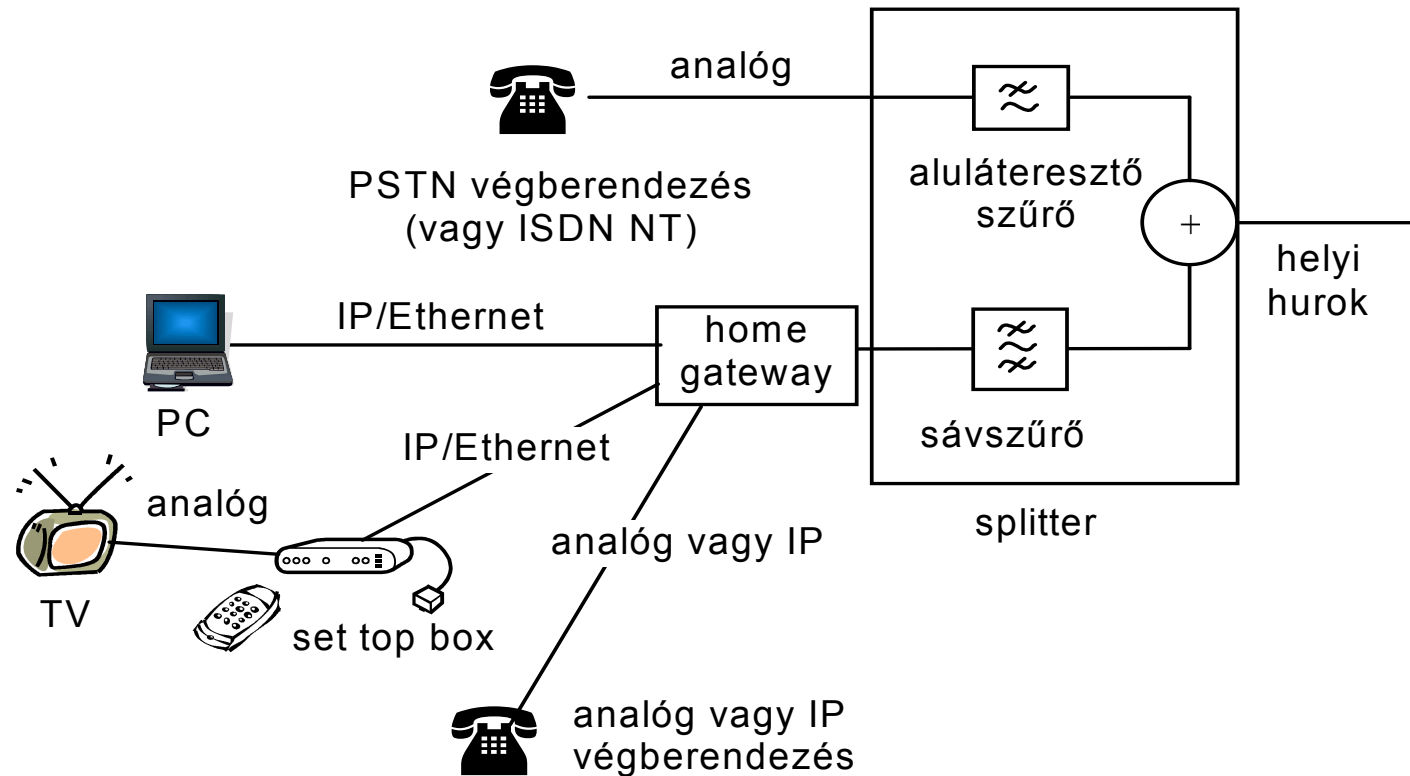 analóg
PSTN végberendezés
(vagy ISDN NT)
aluláteresztő
szűrő
+
helyi
hurok
IP/Ethernet
home
gateway
PC
sávszűrő
IP/Ethernet
splitter
analóg
TV
set top box
analóg vagy IP
analóg vagy IP
végberendezés